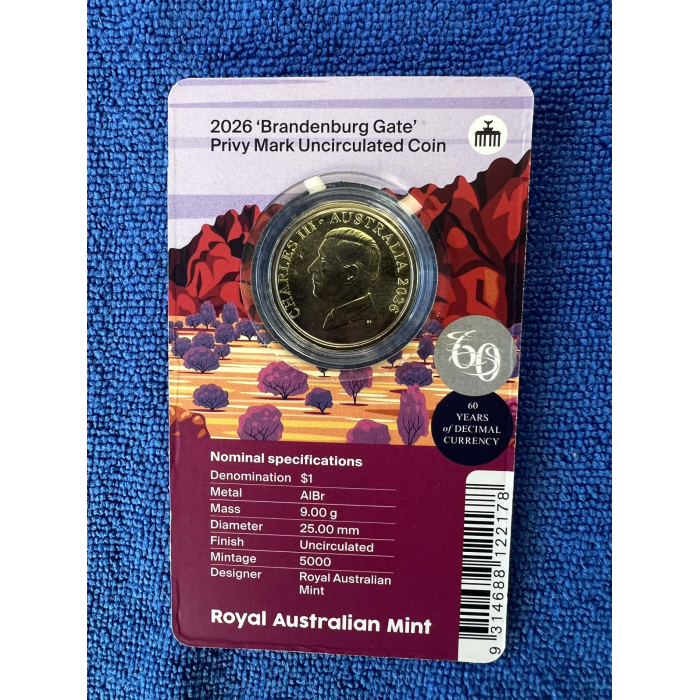 2026 'Brandenburg Gate'
Privy Mark Uncirculated Coin
CHARLES III • AUSTRALIA 2026
60
60
YEARS
of DECIMAL
CURRENCY
Nominal specifications
Denomination $1
Metal AlBr
Mass 9.00 g
Diameter 25.00 mm
Finish Uncirculated
Mintage 5000
Designer Royal Australian
Mint
Royal Australian Mint
9 314688 122178